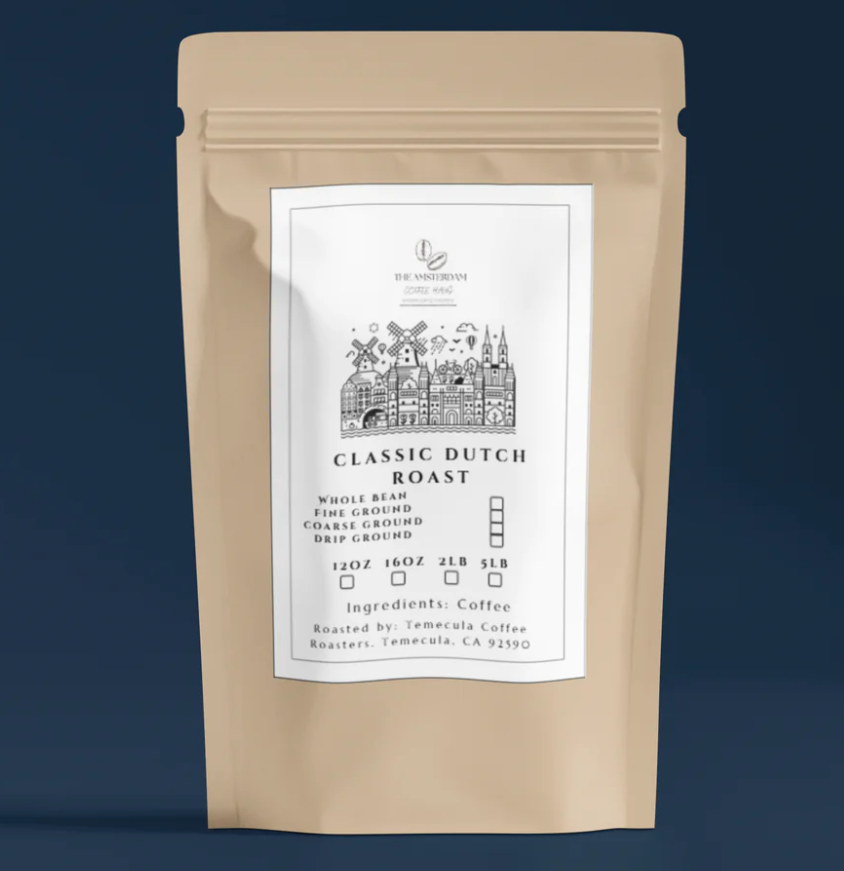 THE AMSTERDAM
CLASSIC DUTCH
ROAST
WHOLE BEAN
FINE GROUND
COARSE GROUND
DRIP GROUND
12OZ 16OZ 2LB 5LB
Ingredients: Coffee
Roasted by: Temecula Coffee
Roasters. Temecula, CA 92590